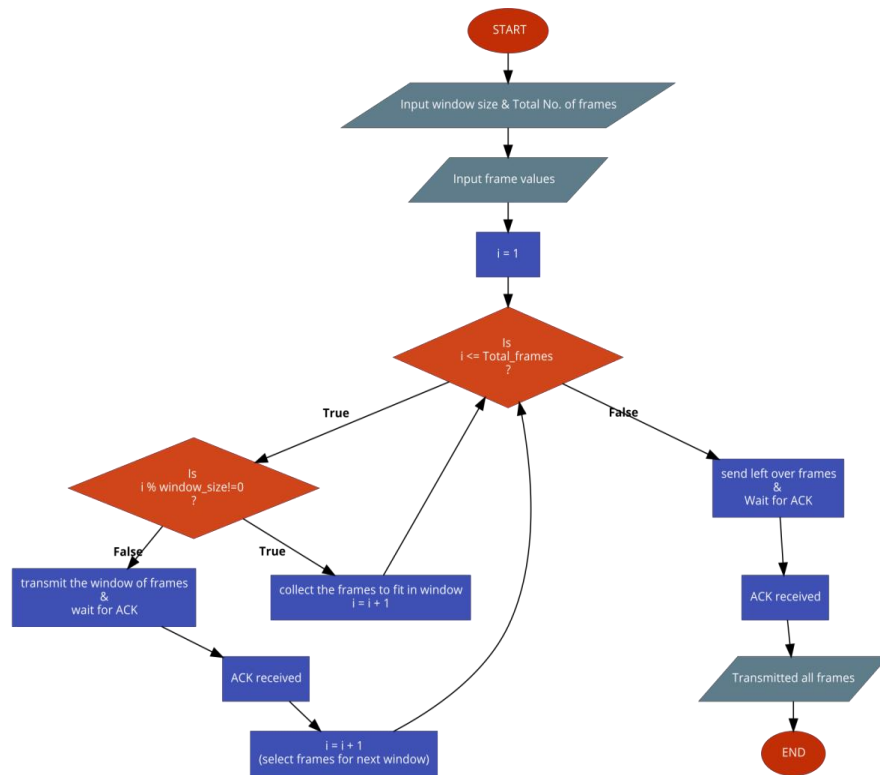 START
Input window size & Total No. of frames
Input frame values
i = 1
Is
i <= Total_frames
?
True
False
Is
i % window_size!=0
?
send left over frames
&
Wait for ACK
False
True
transmit the window of frames
&
wait for ACK
collect the frames to fit in window
i = i + 1
ACK received
ACK received
Transmitted all frames
i = i + 1
(select frames for next window)
END